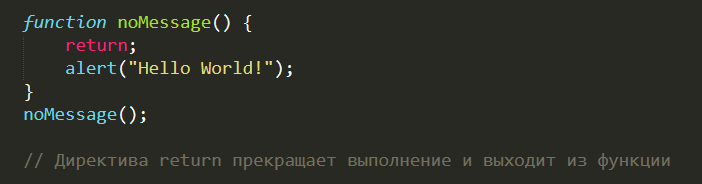 function noMessage() {
    return;
    alert("Hello World!");
}
noMessage();

// Директива return прекращает выполнение и выходит из функции